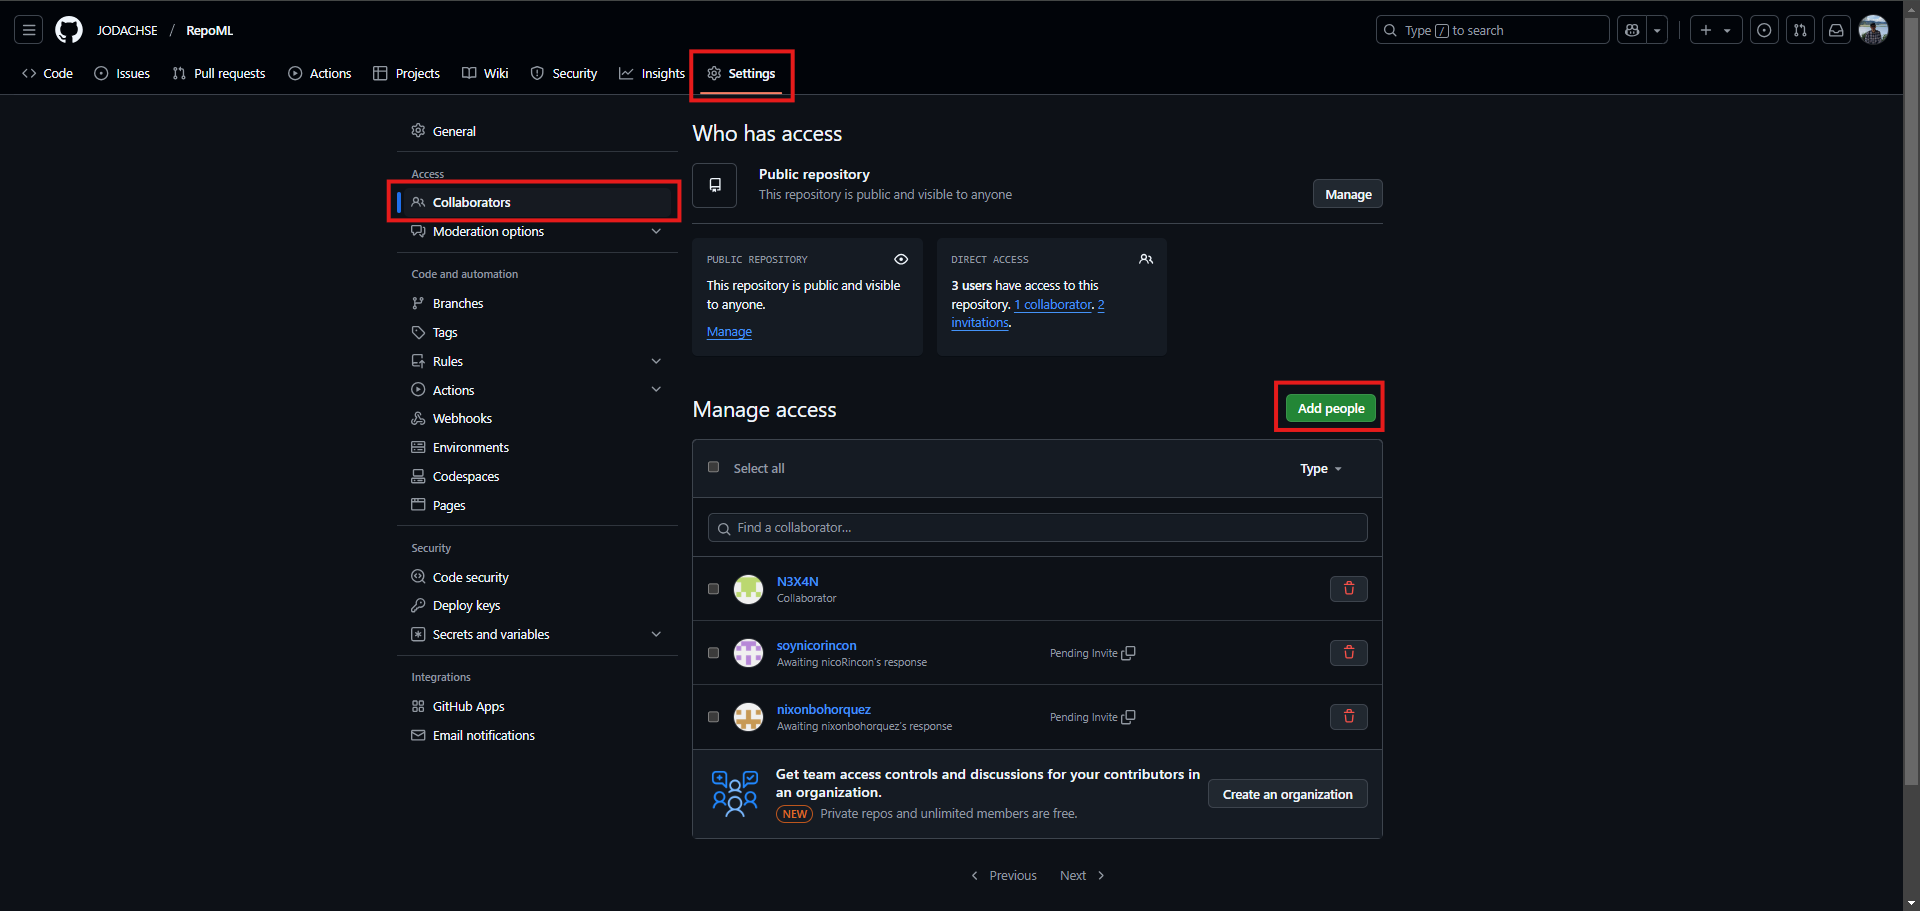 JODACHSE / RepoML
Type / to search
Code
Issues
Pull requests
Actions
Projects
Wiki
Security
Insights
Settings
General
Access
Collaborators
Moderation options
Code and automation
Branches
Tags
Rules
Actions
Webhooks
Environments
Codespaces
Pages
Security
Code security
Deploy keys
Secrets and variables
Integrations
GitHub Apps
Email notifications
Who has access
Public repository
This repository is public and visible to anyone
Manage
PUBLIC REPOSITORY
This repository is public and visible
to anyone.
Manage
DIRECT ACCESS
3 users have access to this
repository. 1 collaborator. 2
invitations.
Manage access
Add people
Select all
Type
Find a collaborator...
N3X4N
Collaborator
soynicorincon
Awaiting nicoRincon's response
Pending Invite
nixonbohorquez
Awaiting nixonbohorquez's response
Pending Invite
Get team access controls and discussions for your contributors in
an organization.
NEW Private repos and unlimited members are free.
Create an organization
Previous
Next